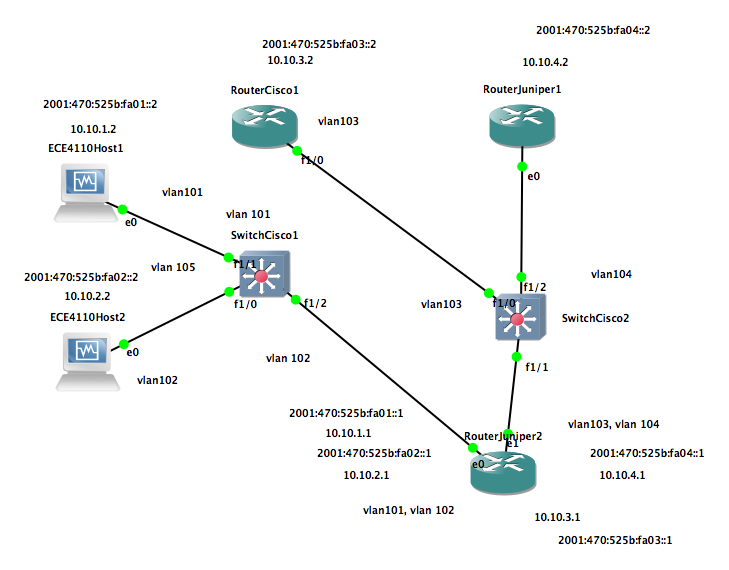 2001:470:525b:fa04::2
2001:470:525b:fa03::2
10.10.3.2
10.10.4.2
RouterCisco1
RouterJuniper1
2001:470:525b:fa01::2
vlan103
10.10.1.2
ECE4110Host1
f1/0
e0
vlan101
vlan 101
e0
SwitchCisco1
vlan 105
f1/1
2001:470:525b:fa02::2
vlan104
f1/2
10.10.2.2
f1/0
f1/2
vlan103
f1/0
ECE4110Host2
SwitchCisco2
e0
vlan 102
f1/1
vlan102
2001:470:525b:fa01::1
vlan103, vlan 104
10.10.1.1
RouterJuniper2
e1
2001:470:525b:fa02::1
2001:470:525b:fa04::1
e0
10.10.2.1
10.10.4.1
vlan101, vlan 102
10.10.3.1
2001:470:525b:fa03::1